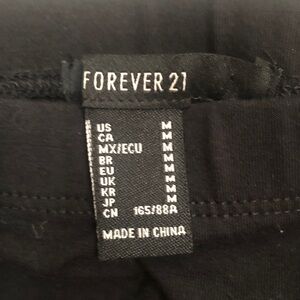 FOREVER 21
US M
CA M
MX/ECU M
BR M
EU M
UK M
KR M
JP M
CN 165/88A
MADE IN CHINA